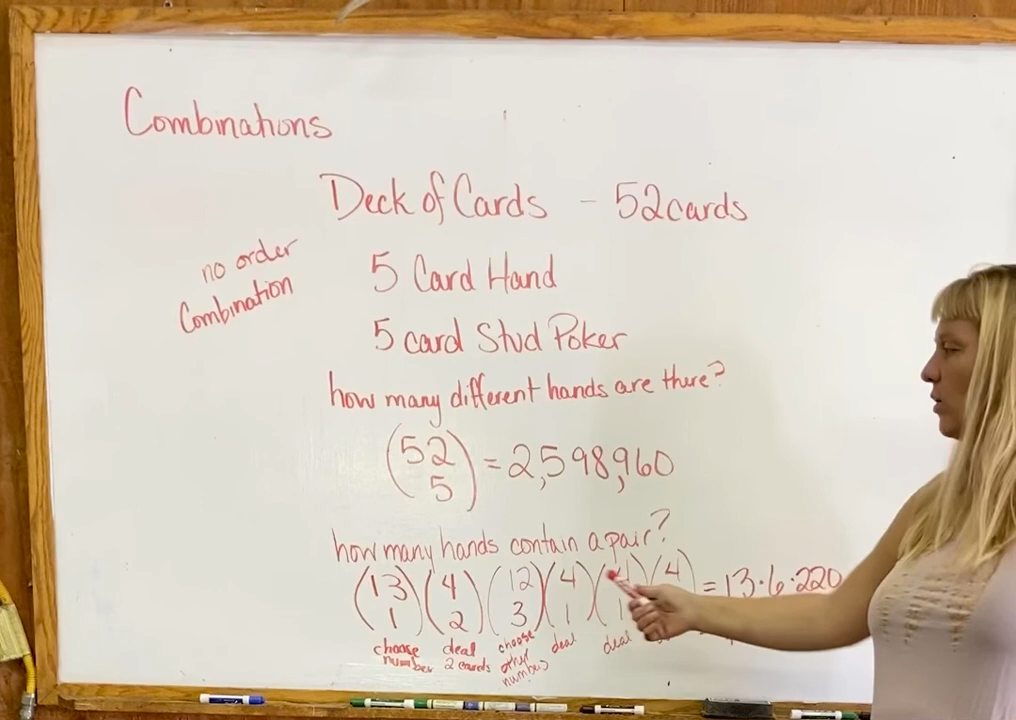 Combinations
Deck of Cards - 52 cards
no order
Combination
5 Card Hand
5 card Stud Poker
how many different hands are there?
(52 5) = 2,598,960
how many hands contain a pair?
(13 1)(4 2)(12 3)(4 1)(4 1)(4 = 13·6·220
choose number deal 2 cards choose other numbers deal deal